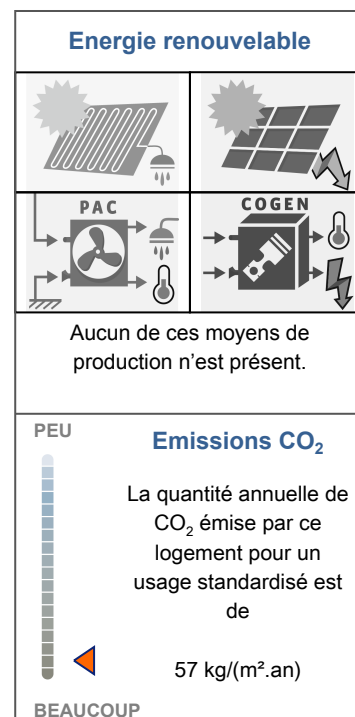 Energie renouvelable
PAC
COGEN
Aucun de ces moyens de
production n'est présent.
PEU
Emissions CO₂
La quantité annuelle de
CO₂ émise par ce
logement pour un
usage standardisé est
de
57 kg/(m².an)
BEAUCOUP